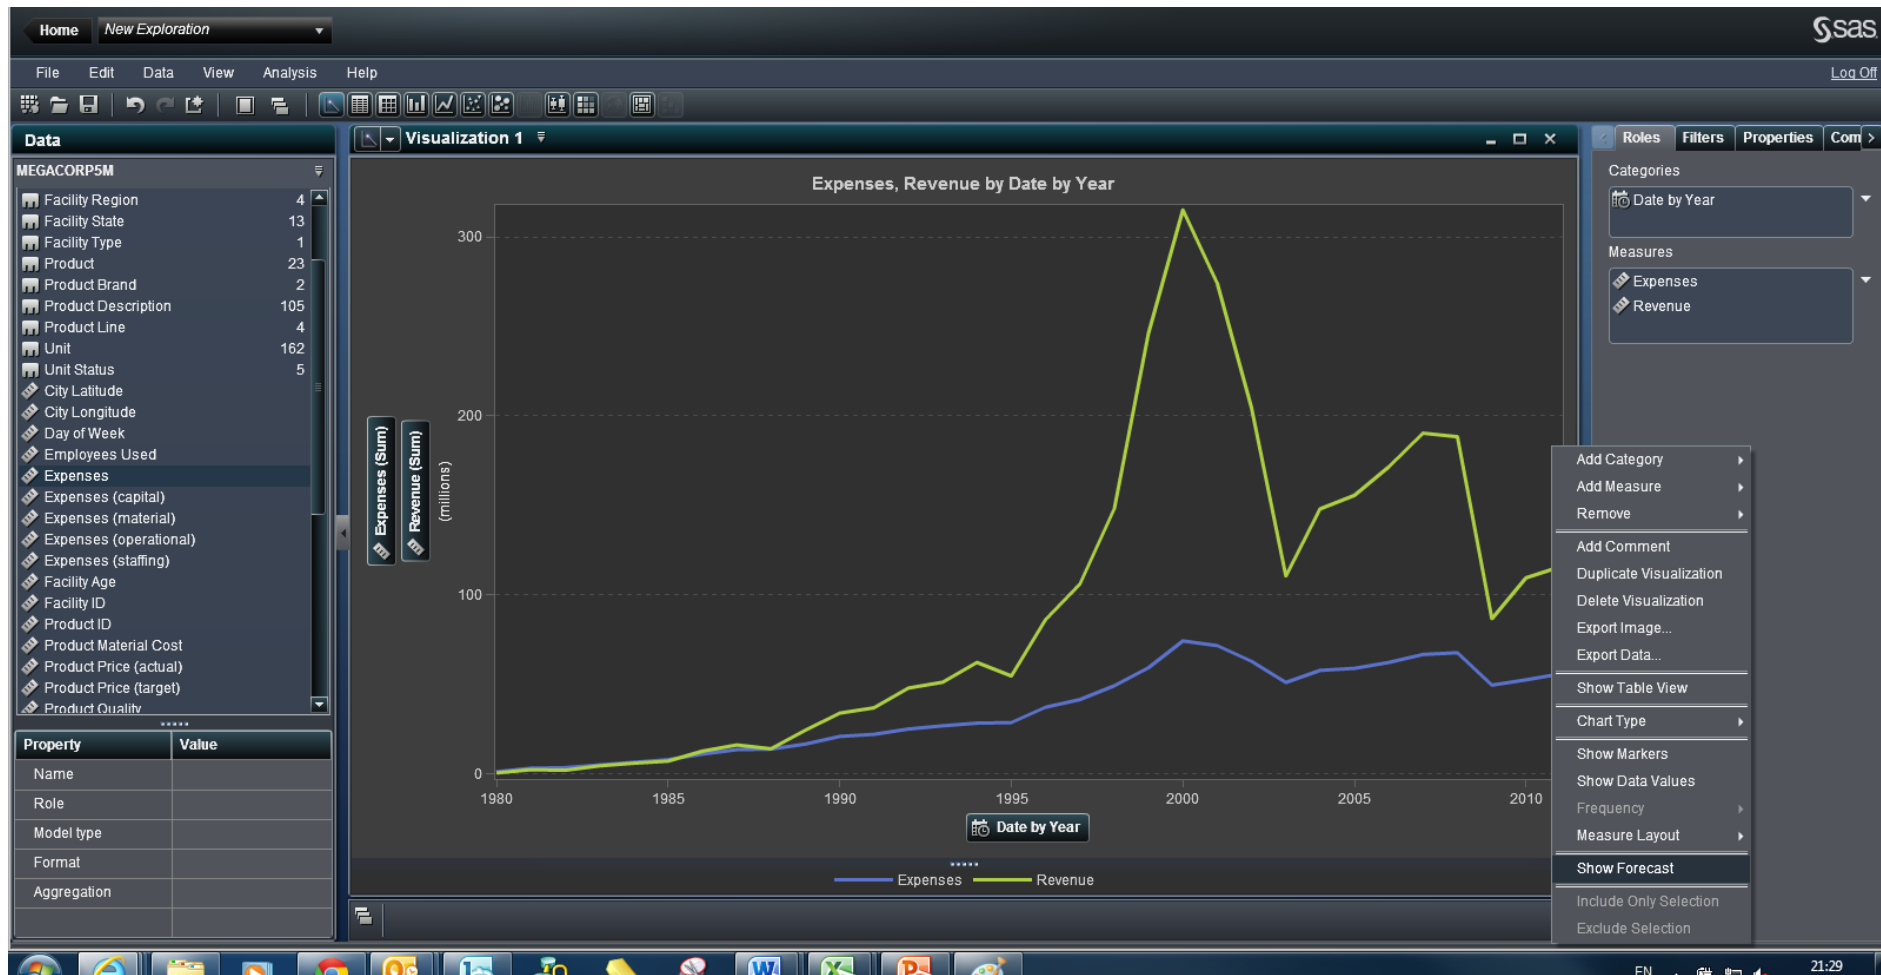 Home
New Exploration
sas
File Edit Data View Analysis Help
Log Off
Data
MEGACORP5M
Facility Region 4
Facility State 13
Facility Type 1
Product 23
Product Brand 2
Product Description 105
Product Line 4
Unit 162
Unit Status 5
City Latitude
City Longitude
Day of Week
Employees Used
Expenses
Expenses (capital)
Expenses (material)
Expenses (operational)
Expenses (staffing)
Facility Age
Facility ID
Product ID
Product Material Cost
Product Price (actual)
Product Price (target)
Product Quality
Property Value
Name
Role
Model type
Format
Aggregation
Visualization 1
Expenses, Revenue by Date by Year
300
200
100
0
Expenses (Sum)
Revenue (Sum)
(millions)
1980 1985 1990 1995 2000 2005 2010
Date by Year
Expenses Revenue
Roles Filters Properties Com
Categories
Date by Year
Measures
Expenses
Revenue
Add Category
Add Measure
Remove
Add Comment
Duplicate Visualization
Delete Visualization
Export Image...
Export Data...
Show Table View
Chart Type
Show Markers
Show Data Values
Frequency
Measure Layout
Show Forecast
Include Only Selection
Exclude Selection
EN
21:29